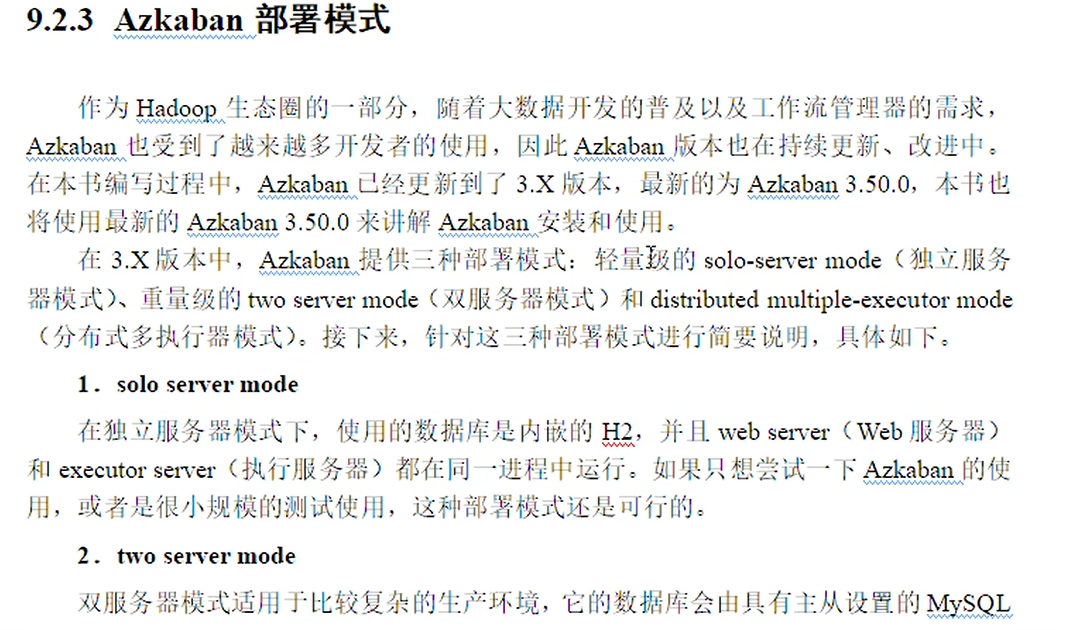 9.2.3 Azkaban 部署模式
作为 Hadoop 生态圈的一部分，随着大数据开发的普及以及工作流管理器的需求，
Azkaban 也受到了越来越多开发者的使用，因此 Azkaban 版本也在持续更新、改进中。
在本书编写过程中，Azkaban 已经更新到了 3.X 版本，最新的为 Azkaban 3.50.0，本书也
将使用最新的 Azkaban 3.50.0 来讲解 Azkaban 安装和使用。
在 3.X 版本中，Azkaban 提供三种部署模式：轻量级的 solo-server mode（独立服务
器模式）、重量级的 two server mode（双服务器模式）和 distributed multiple-executor mode
（分布式多执行器模式）。接下来，针对这三种部署模式进行简要说明，具体如下。
1．solo server mode
在独立服务器模式下，使用的数据库是内嵌的 H2，并且 web server（Web 服务器）
和 executor server（执行服务器）都在同一进程中运行。如果只想尝试一下 Azkaban 的使
用，或者是很小规模的测试使用，这种部署模式还是可行的。
2．two server mode
双服务器模式适用于比较复杂的生产环境，它的数据库会由具有主从设置的 MySQL